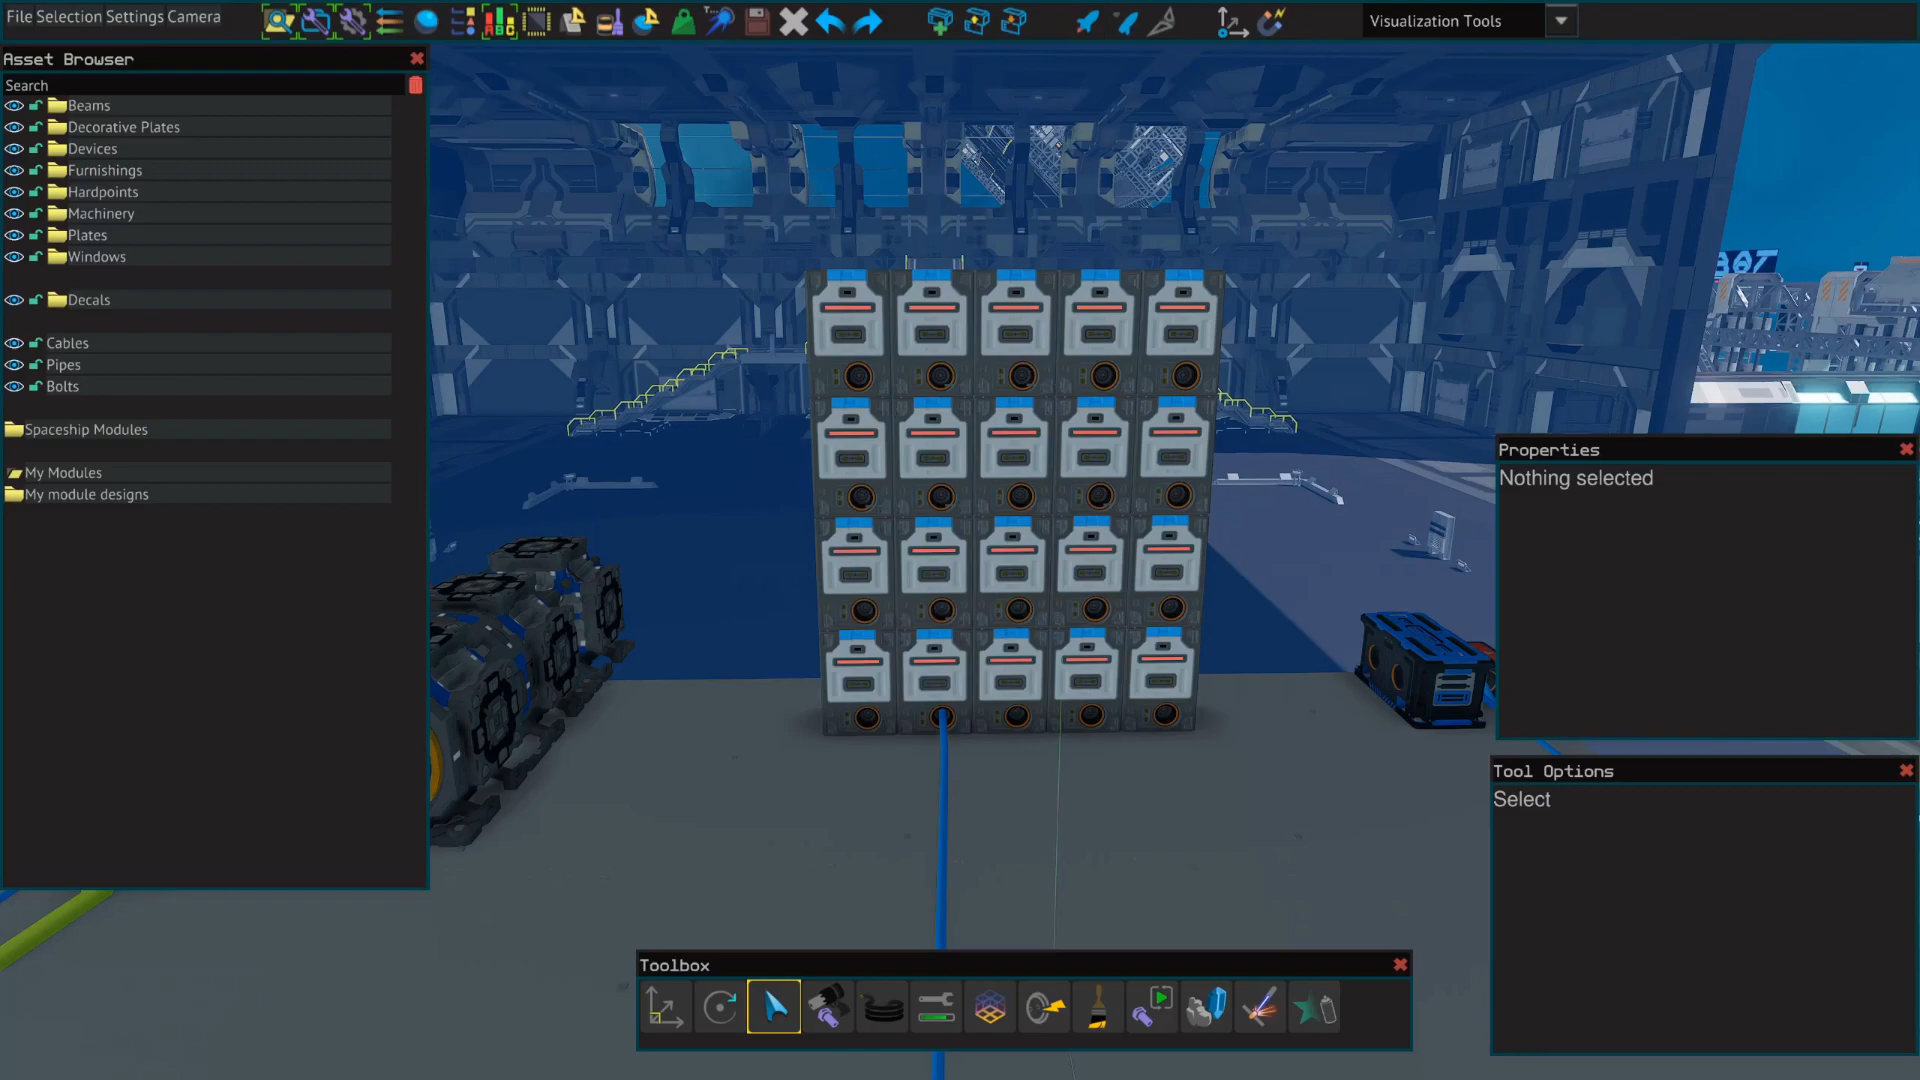 File Selection Settings Camera
Visualization Tools
Asset Browser
Search
Beams
Decorative Plates
Devices
Furnishings
Hardpoints
Machinery
Plates
Windows
Decals
Cables
Pipes
Bolts
Spaceship Modules
My Modules
My module designs
Properties
Nothing selected
Tool Options
Select
Toolbox